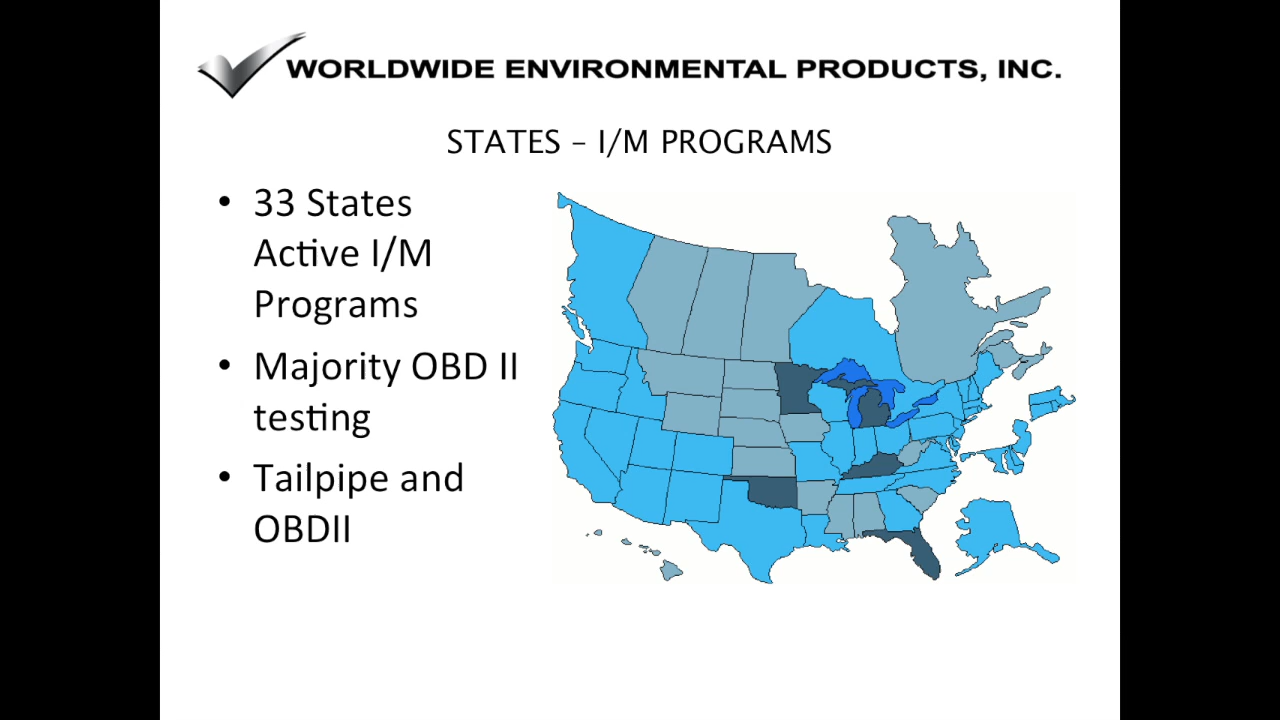 WORLDWIDE ENVIRONMENTAL PRODUCTS, INC.
STATES – I/M PROGRAMS
• 33 States
Active I/M
Programs
• Majority OBD II
testing
• Tailpipe and
OBDII